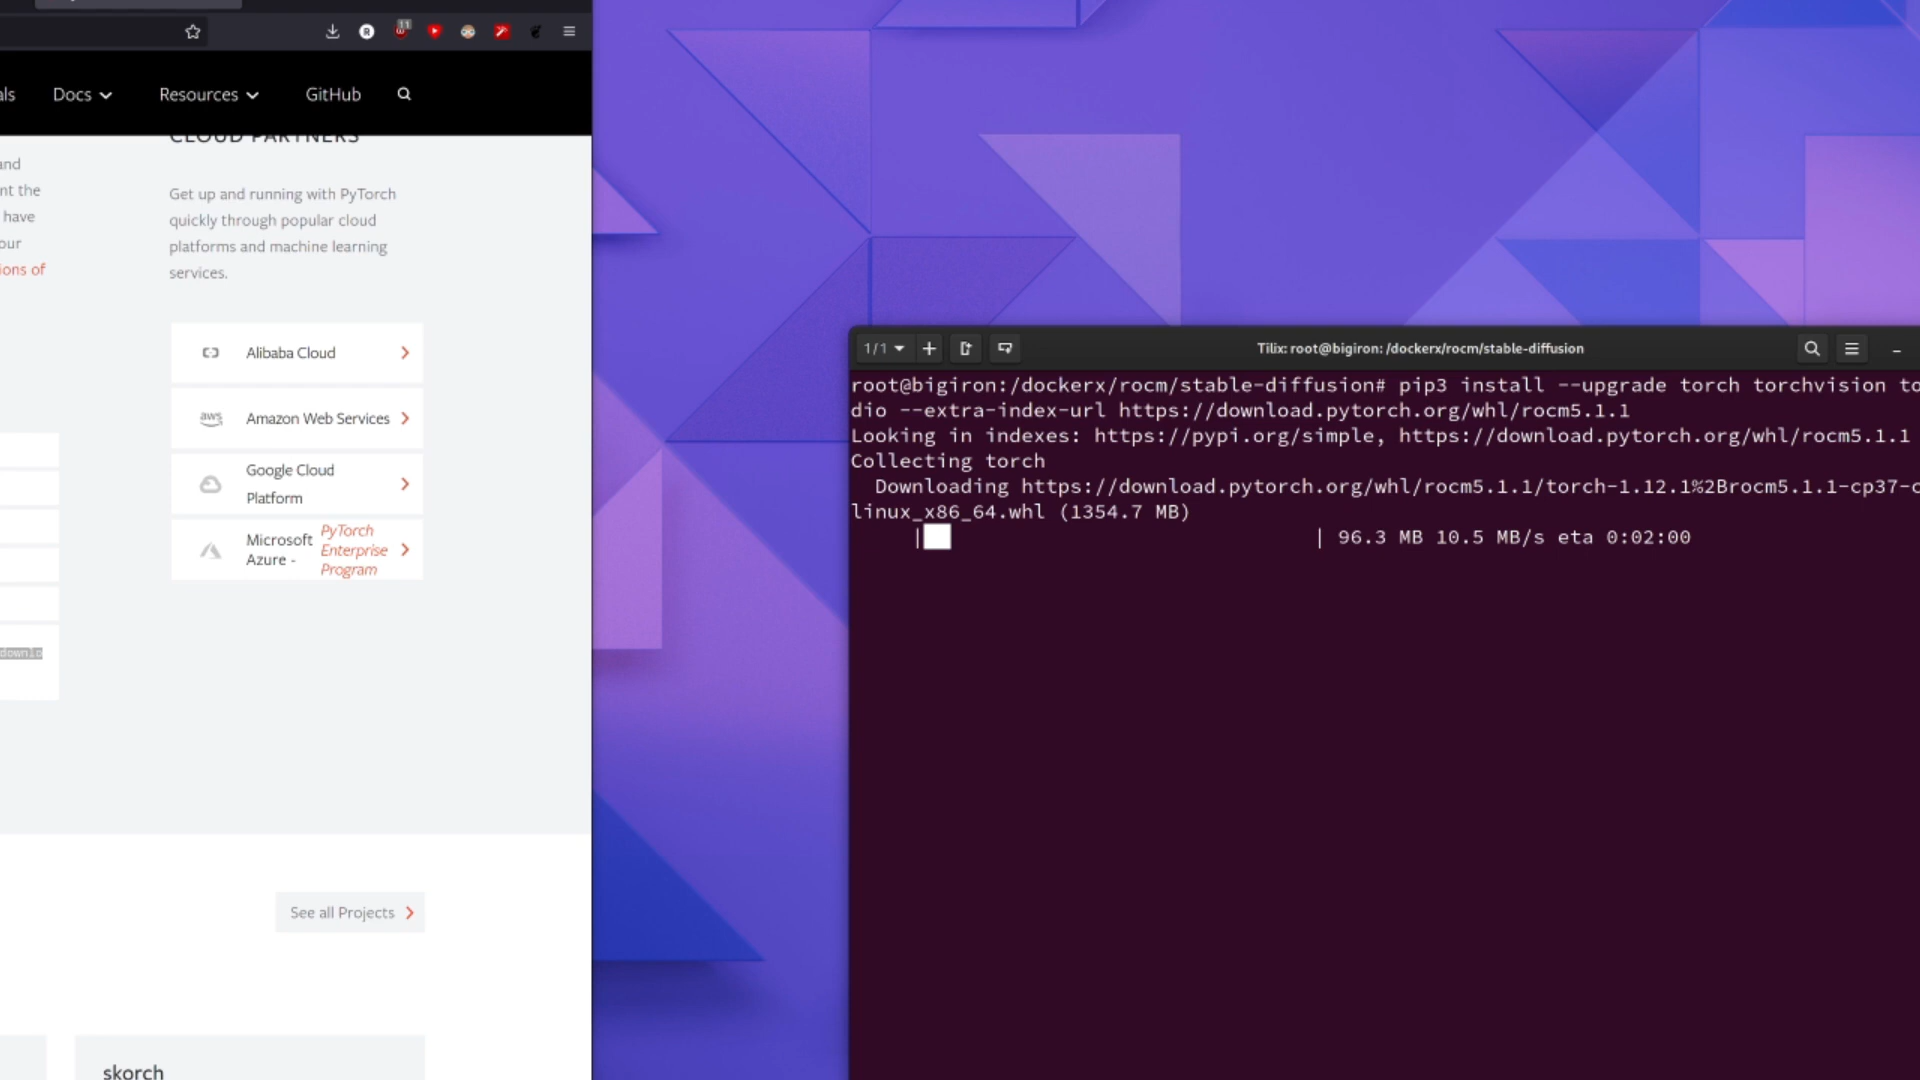 11
Docs
Resources
GitHub
CLOUD PARTNERS
and
nt the
have
our
ions of
Get up and running with PyTorch
quickly through popular cloud
platforms and machine learning
services.
Alibaba Cloud
aws
Amazon Web Services
Google Cloud
Platform
Microsoft
Azure -
PyTorch
Enterprise
Program
downlo
See all Projects
skorch
1/1
Tilix: root@bigiron: /dockerx/rocm/stable-diffusion
root@bigiron:/dockerx/rocm/stable-diffusion# pip3 install --upgrade torch torchvision to
dio --extra-index-url https://download.pytorch.org/whl/rocm5.1.1
Looking in indexes: https://pypi.org/simple, https://download.pytorch.org/whl/rocm5.1.1
Collecting torch
Downloading https://download.pytorch.org/whl/rocm5.1.1/torch-1.12.1%2Brocm5.1.1-cp37-c
linux_x86_64.whl (1354.7 MB)
| | 96.3 MB 10.5 MB/s eta 0:02:00